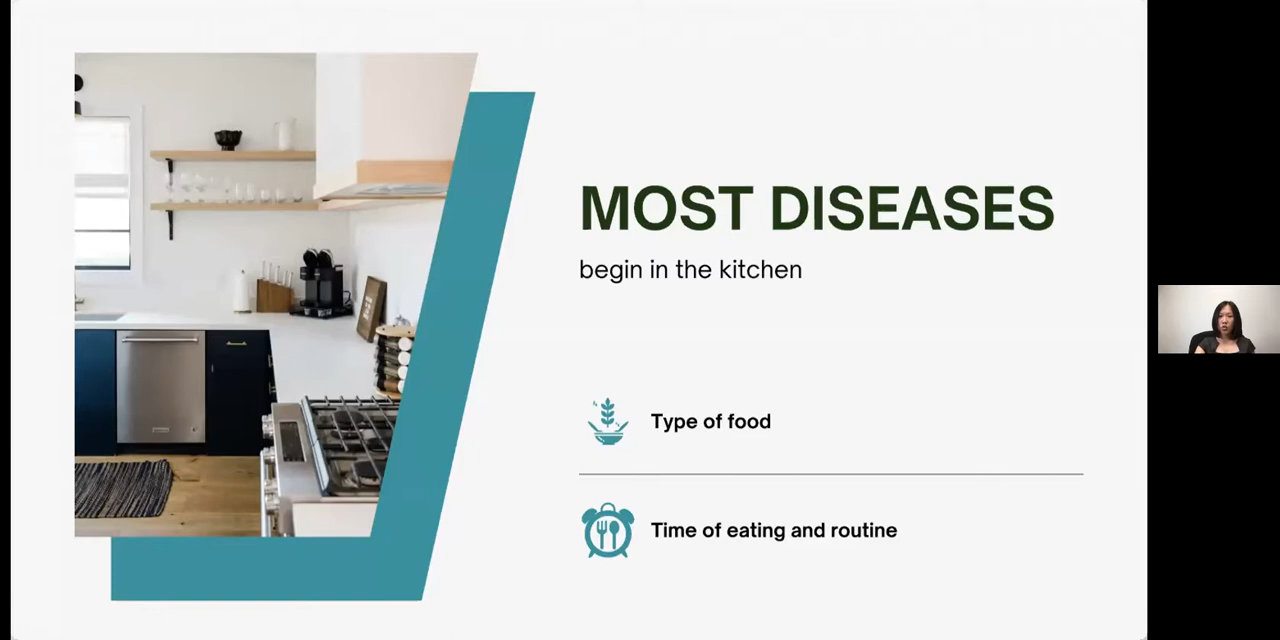 MOST DISEASES
begin in the kitchen
Type of food
Time of eating and routine